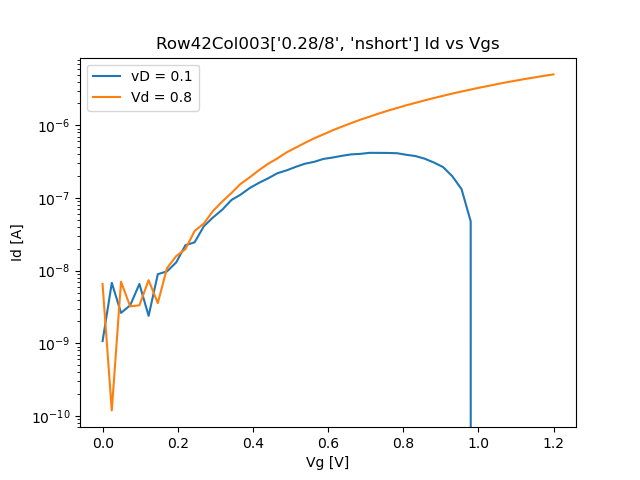 Row42Col003['0.28/8', 'nshort'] Id vs Vgs
vD = 0.1
Vd = 0.8
Id [A]
10⁻⁶
10⁻⁷
10⁻⁸
10⁻⁹
10⁻¹⁰
0.0 0.2 0.4 0.6 0.8 1.0 1.2
Vg [V]